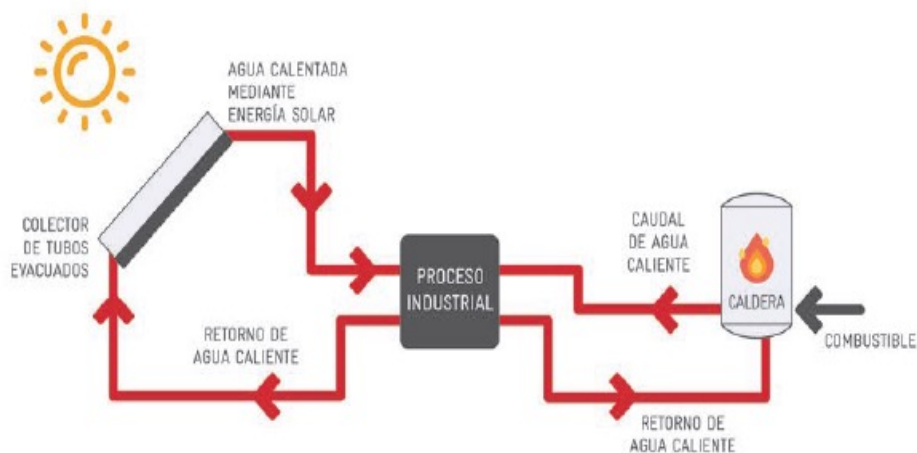 AGUA CALENTADA
MEDIANTE
ENERGÍA SOLAR
COLECTOR
DE TUBOS
EVACUADOS
RETORNO DE
AGUA CALIENTE
PROCESO
INDUSTRIAL
CAUDAL
DE AGUA
CALIENTE
CALDERA
COMBUSTIBLE
RETORNO DE
AGUA CALIENTE